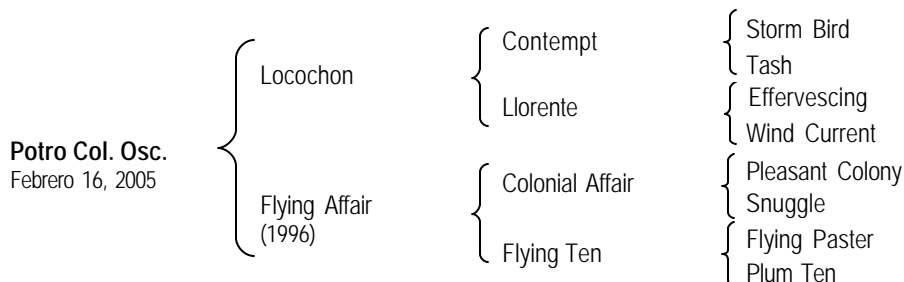 Potro Col. Osc.
Febrero 16, 2005
Locochon
Flying Affair
(1996)
Contempt
Llorente
Colonial Affair
Flying Ten
Storm Bird
Tash
Effervescing
Wind Current
Pleasant Colony
Snuggle
Flying Paster
Plum Ten